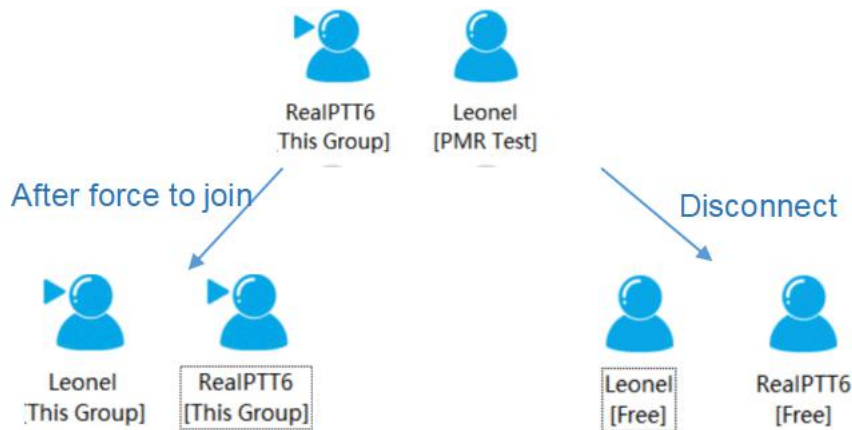 RealPTT6
[This Group]
Leonel
[PMR Test]
After force to join
Disconnect
Leonel
[This Group]
RealPTT6
[This Group]
Leonel
[Free]
RealPTT6
[Free]